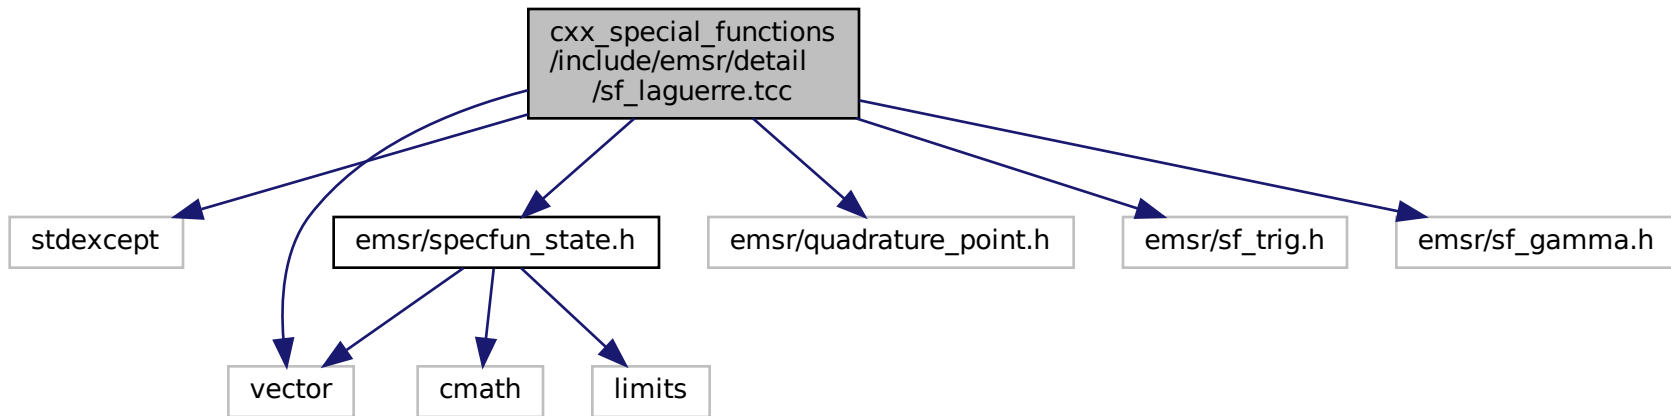 cxx_special_functions
/include/emsr/detail
/sf_laguerre.tcc
stdexcept
emsr/specfun_state.h
emsr/quadrature_point.h
emsr/sf_trig.h
emsr/sf_gamma.h
vector
cmath
limits